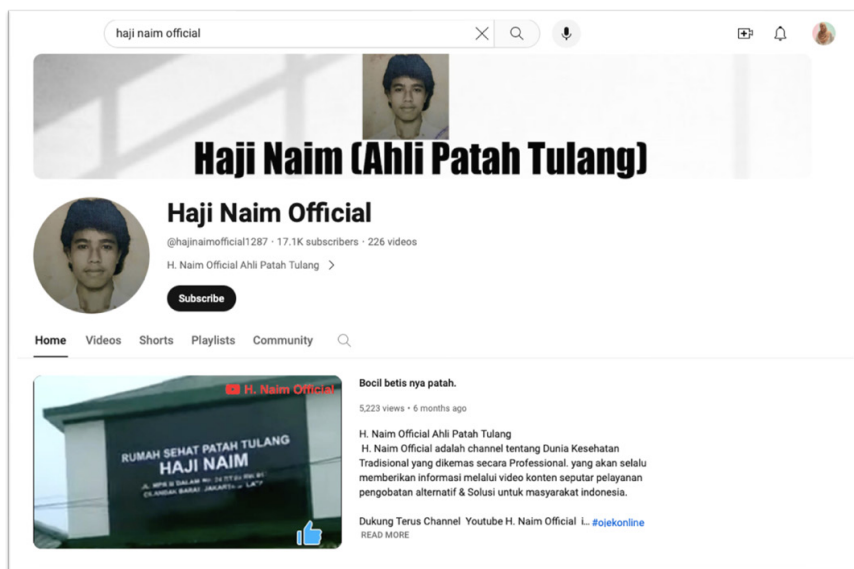 haji naim official
Haji Naim (Ahli Patah Tulang)
Haji Naim Official
@hajinaimofficial1287 · 17.1K subscribers · 226 videos
H. Naim Official Ahli Patah Tulang >
Subscribe
Home Videos Shorts Playlists Community
H. Naim Official
RUMAH SEHAT PATAH TULANG
HAJI NAIM
CILANDAK BARAT
Bocil betis nya patah.
5,223 views • 6 months ago
H. Naim Official Ahli Patah Tulang
H. Naim Official adalah channel tentang Dunia Kesehatan
Tradisional yang dikemas secara Professional. yang akan selalu
memberikan informasi melalui video konten seputar pelayanan
pengobatan alternatif & Solusi untuk masyarakat indonesia.
Dukung Terus Channel Youtube H. Naim Official i... #ojekonline
READ MORE